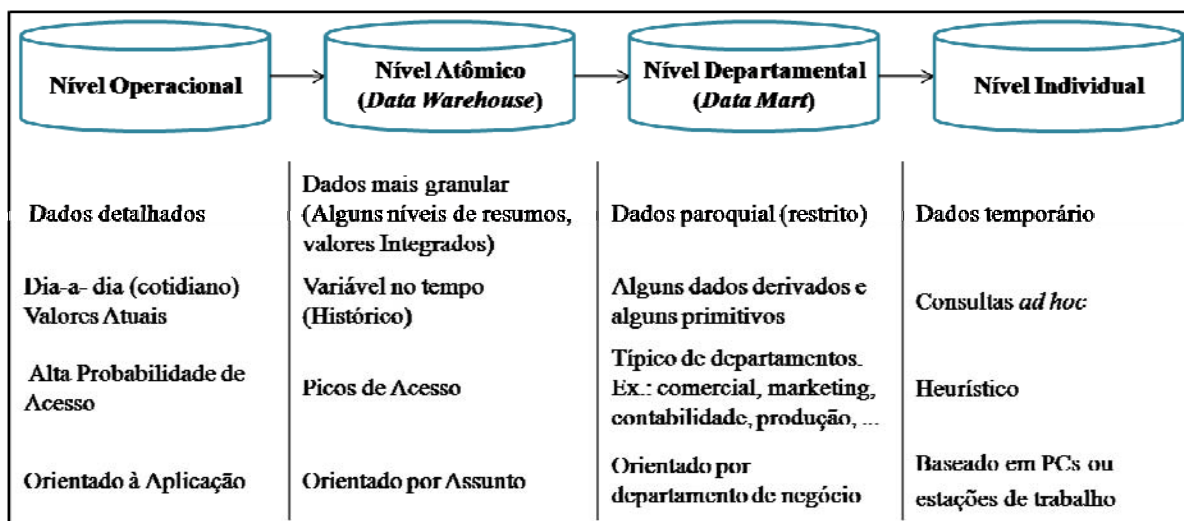 Nível Operacional
Nível Atômico
(Data Warehouse)
Nível Departamental
(Data Mart)
Nível Individual
Dados detalhados
Dia-a- dia (cotidiano)
Valores Atuais
Alta Probabilidade de
Acesso
Orientado à Aplicação
Dados mais granular
(Alguns níveis de resumos,
valores Integrados)
Variável no tempo
(Histórico)
Picos de Acesso
Orientado por Assunto
Dados paroquial (restrito)
Alguns dados derivados e
alguns primitivos
Típico de departamentos.
Ex.: comercial, marketing,
contabilidade, produção, ...
Orientado por
departamento de negócio
Dados temporário
Consultas ad hoc
Heurístico
Baseado em PCs ou
estações de trabalho